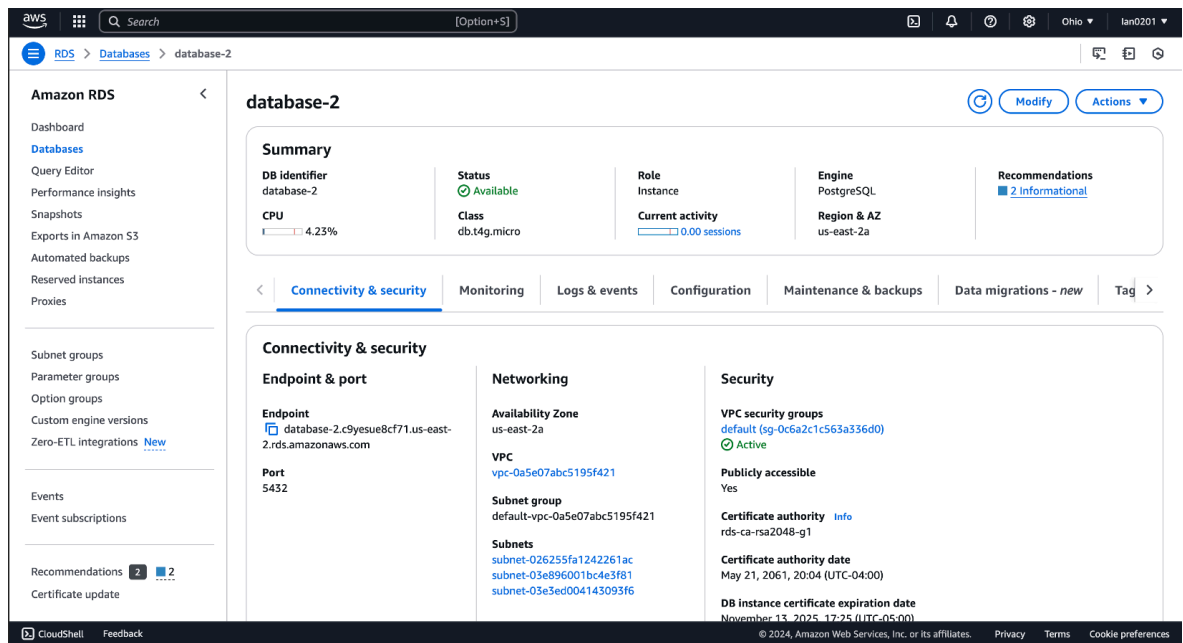 aws
Search
[Option+S]
Ohio ▼
lan0201 ▼
RDS > Databases > database-2
Amazon RDS
Dashboard
Databases
Query Editor
Performance insights
Snapshots
Exports in Amazon S3
Automated backups
Reserved instances
Proxies
Subnet groups
Parameter groups
Option groups
Custom engine versions
Zero-ETL integrations New
Events
Event subscriptions
Recommendations 2 2
Certificate update
database-2
Modify
Actions ▼
Summary
DB identifier
database-2
Status
Available
Role
Instance
Engine
PostgreSQL
Recommendations
2 Informational
CPU
4.23%
Class
db.t4g.micro
Current activity
0.00 sessions
Region & AZ
us-east-2a
Connectivity & security
Monitoring
Logs & events
Configuration
Maintenance & backups
Data migrations - new
Tag
Connectivity & security
Endpoint & port
Endpoint
database-2.c9yesue8cf71.us-east-
2.rds.amazonaws.com
Port
5432
Networking
Availability Zone
us-east-2a
VPC
vpc-0a5e07abc5195f421
Subnet group
default-vpc-0a5e07abc5195f421
Subnets
subnet-026255fa1242261ac
subnet-03e896001bc4e3f81
subnet-03e3ed004143093f6
Security
VPC security groups
default (sg-0c6a2c1c563a336d0)
Active
Publicly accessible
Yes
Certificate authority Info
rds-ca-rsa2048-g1
Certificate authority date
May 21, 2061, 20:04 (UTC-04:00)
DB instance certificate expiration date
November 13, 2025, 17:25 (UTC-05:00)
CloudShell
Feedback
© 2024, Amazon Web Services, Inc. or its affiliates.
Privacy
Terms
Cookie preferences